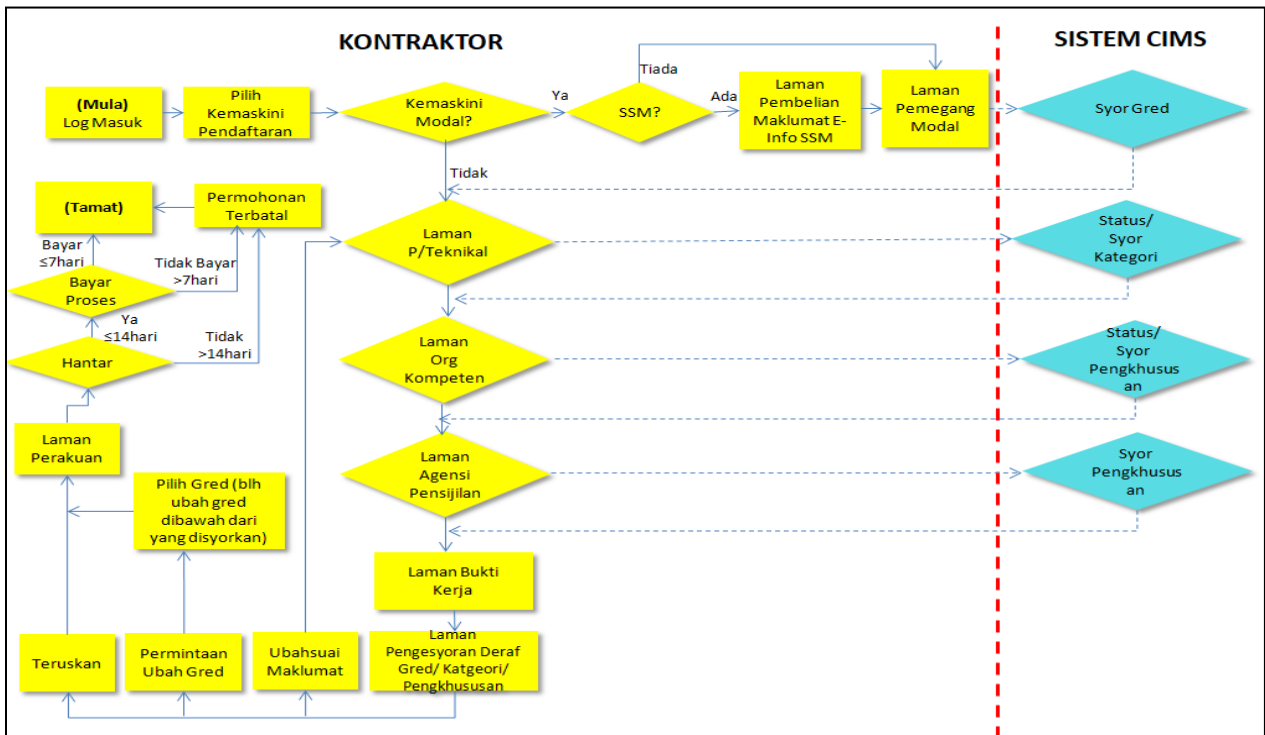 KONTRAKTOR
SISTEM CIMS
(Mula)
Log Masuk
Pilih
Kemaskini
Pendaftaran
Kemaskini
Modal?
Ya
SSM?
Tiada
Ada
Laman
Pembelian
Maklumat E-
Info SSM
Laman
Pemegang
Modal
Syor Gred
Tidak
(Tamat)
Permohonan
Terbatal
Laman
P/Teknikal
Status/
Syor
Kategori
Bayar
≤7hari
Tidak Bayar
>7hari
Bayar
Proses
Ya
≤14hari
Tidak
>14hari
Hantar
Laman
Org
Kompeten
Status/
Syor
Pengkhusus
an
Laman
Perakuan
Laman
Agensi
Pensijilan
Syor
Pengkhusus
an
Pilih Gred (blh
ubah gred
dibawah dari
yang disyorkan)
Laman Bukti
Kerja
Teruskan
Permintaan
Ubah Gred
Ubahsuai
Maklumat
Laman
Pengesyoran Deraf
Gred/ Katgeori/
Pengkhususan